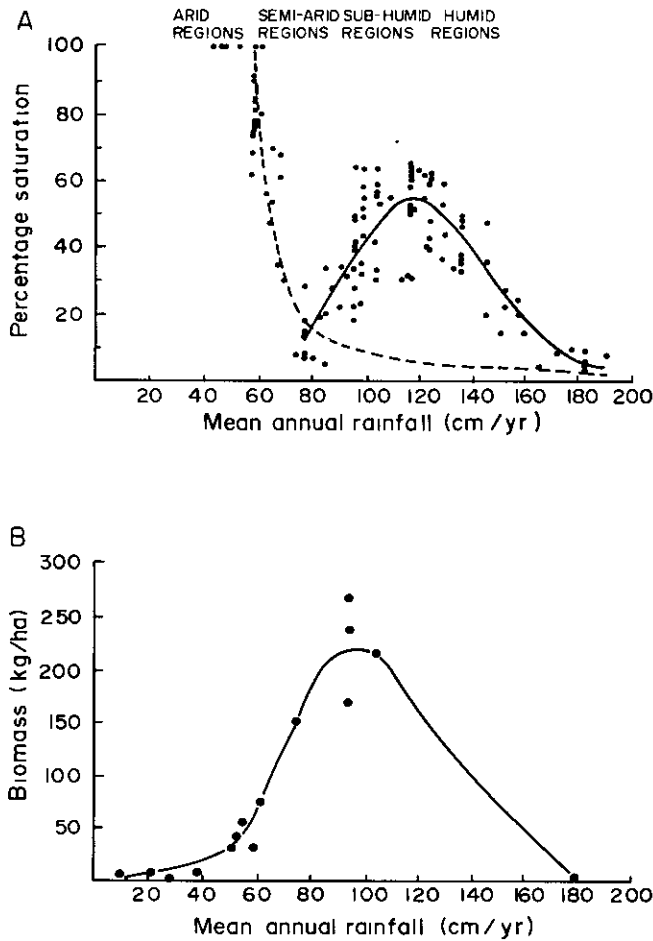 A
ARID SEMI-ARID SUB-HUMID HUMID
REGIONS REGIONS REGIONS REGIONS
100
80
60
40
20
Percentage saturation
20 40 60 80 100 120 140 160 180 200
Mean annual rainfall (cm/yr)
B
300
250
200
150
100
50
Biomass (kg/ha)
20 40 60 80 100 120 140 160 180 200
Mean annual rainfall (cm/yr)